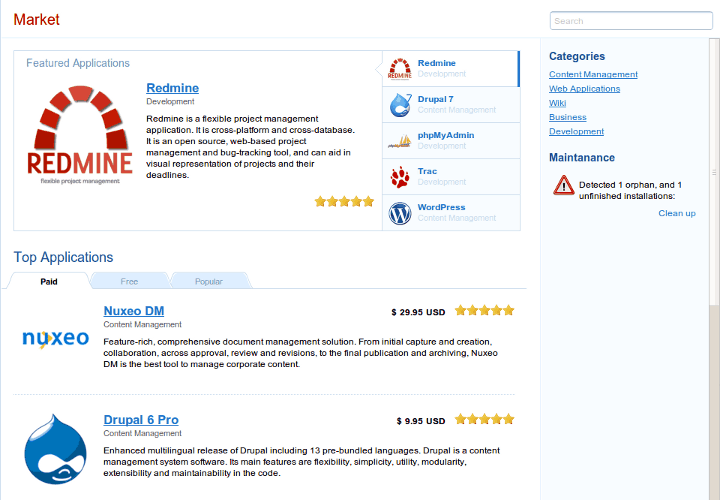 Market
Search
Featured Applications
REDMINE
flexible project management
Redmine
Development
Redmine is a flexible project management
application. It is cross-platform and cross-database.
It is an open source, web-based project
management and bug-tracking tool, and can aid in
visual representation of projects and their
deadlines.
REDMINE
Redmine
Development
Drupal 7
Content Management
phpMyAdmin
Development
Trac
Development
WordPress
Content Management
Categories
Content Management
Web Applications
Wiki
Business
Development
Maintanance
Detected 1 orphan, and 1
unfinished installations:
Clean up
Top Applications
Paid
Free
Popular
nuxeo
Nuxeo DM
$ 29.95 USD
Content Management
Feature-rich, comprehensive document management solution. From initial capture and creation,
collaboration, across approval, review and revisions, to the final publication and archiving, Nuxeo
DM is the best tool to manage corporate content.
Drupal 6 Pro
$ 9.95 USD
Content Management
Enhanced multilingual release of Drupal including 13 pre-bundled languages. Drupal is a content
management system software. Its main features are flexibility, simplicity, utility, modularity,
extensibility and maintainability in the code.